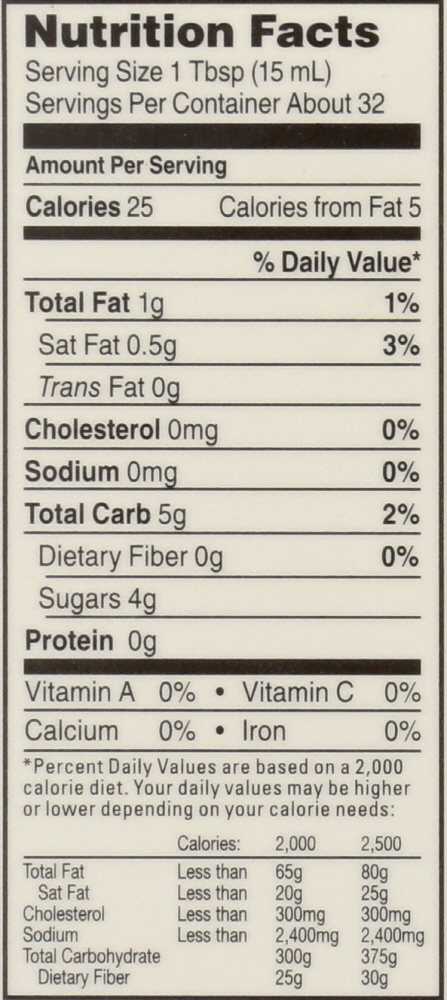 Nutrition Facts
Serving Size 1 Tbsp (15 mL)
Servings Per Container About 32
Amount Per Serving
Calories 25 Calories from Fat 5
% Daily Value*
Total Fat 1g 1%
Sat Fat 0.5g 3%
Trans Fat 0g
Cholesterol 0mg 0%
Sodium 0mg 0%
Total Carb 5g 2%
Dietary Fiber 0g 0%
Sugars 4g
Protein 0g
Vitamin A 0% • Vitamin C 0%
Calcium 0% • Iron 0%
*Percent Daily Values are based on a 2,000
calorie diet. Your daily values may be higher
or lower depending on your calorie needs:
Calories: 2,000 2,500
Total Fat Less than 65g 80g
Sat Fat Less than 20g 25g
Cholesterol Less than 300mg 300mg
Sodium Less than 2,400mg 2,400mg
Total Carbohydrate 300g 375g
Dietary Fiber 25g 30g